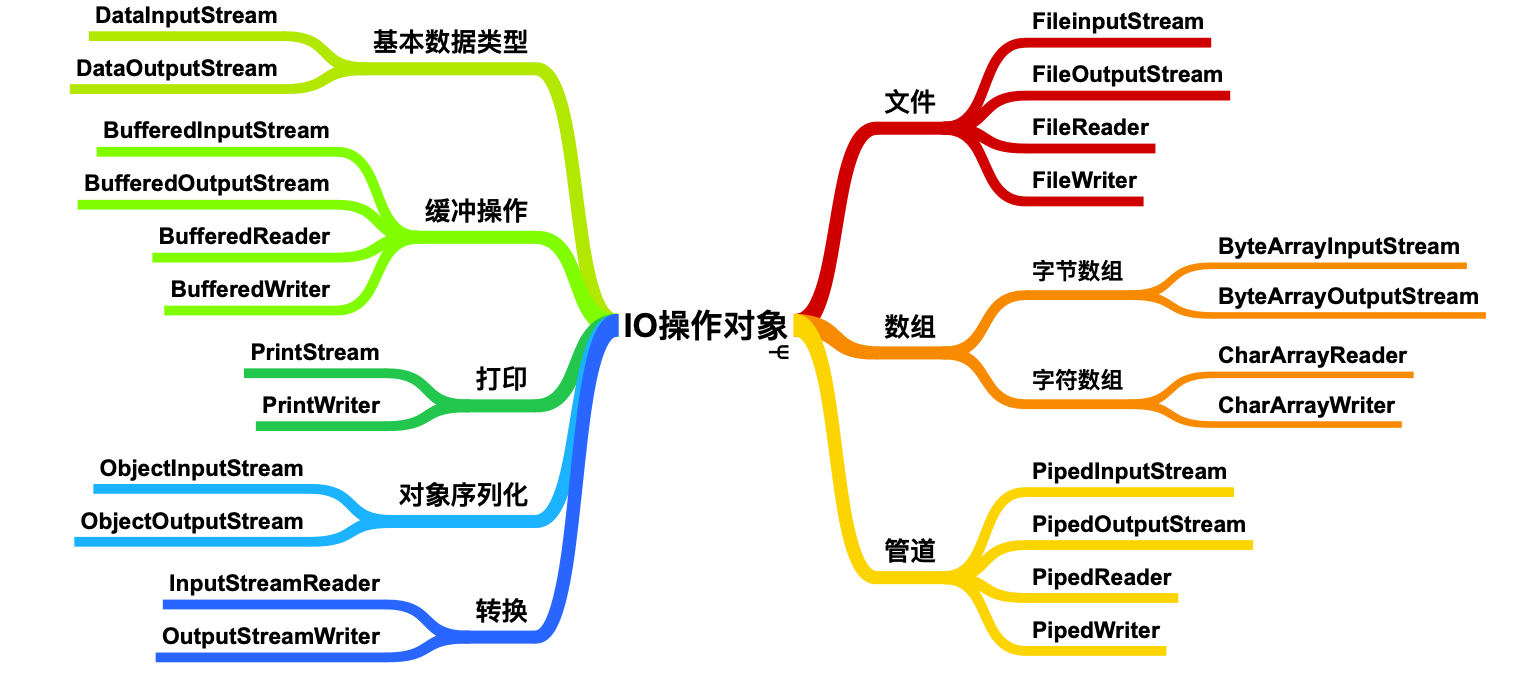 IO操作对象
文件
FileinputStream
FileOutputStream
FileReader
FileWriter
数组
字节数组
ByteArrayInputStream
ByteArrayOutputStream
字符数组
CharArrayReader
CharArrayWriter
管道
PipedInputStream
PipedOutputStream
PipedReader
PipedWriter
基本数据类型
DataInputStream
DataOutputStream
缓冲操作
BufferedInputStream
BufferedOutputStream
BufferedReader
BufferedWriter
打印
PrintStream
PrintWriter
对象序列化
ObjectInputStream
ObjectOutputStream
转换
InputStreamReader
OutputStreamWriter